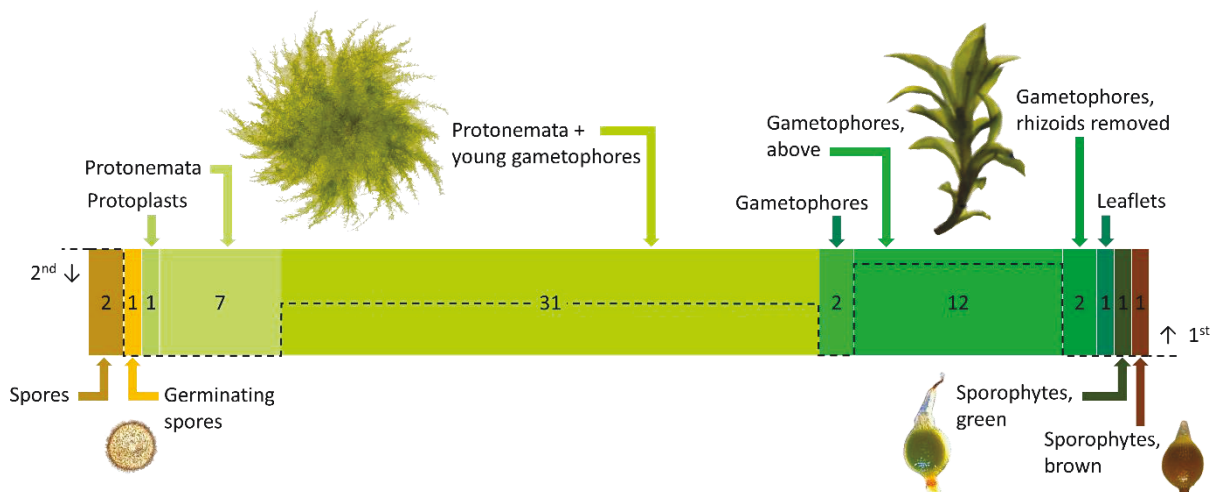 Gametophores,
rhizoids removed
Protonemata +
young gametophores
Gametophores,
above
Protonemata
Protoplasts
Gametophores
Leaflets
2nd ↓
2
1
1
7
31
2
12
2
1
1
1
↑ 1st
Spores
Germinating
spores
Sporophytes,
green
Sporophytes,
brown